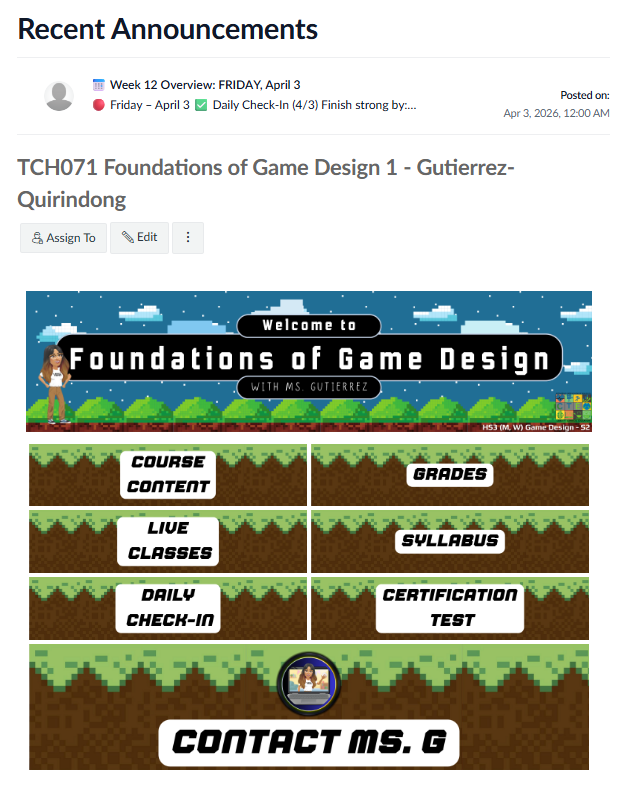 Recent Announcements
Week 12 Overview: FRIDAY, April 3
Friday – April 3 ✅ Daily Check-In (4/3) Finish strong by:...
Posted on:
Apr 3, 2026, 12:00 AM
TCH071 Foundations of Game Design 1 - Gutierrez-
Quirindong
Assign To
Edit
Welcome to
Foundations of Game Design
WITH MS. GUTIERREZ
HS3 (M, W) Game Design - S2
COURSE
CONTENT
GRADES
LIVE
CLASSES
SYLLABUS
DAILY
CHECK-IN
CERTIFICATION
TEST
CONTACT MS. G